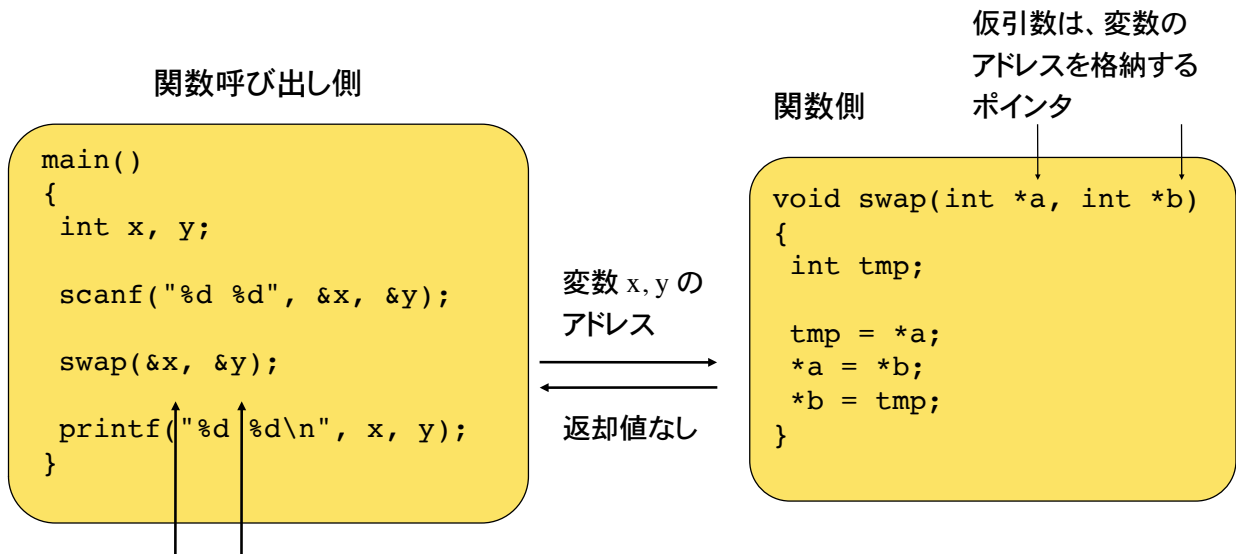 関数呼び出し側
main()
{
int x, y;
scanf("%d %d", &x, &y);
swap(&x, &y);
printf("%d %d\n", x, y);
}
変数 x, y の
アドレス
返却値なし
仮引数は、変数の
アドレスを格納する
ポインタ
関数側
void swap(int *a, int *b)
{
int tmp;
tmp = *a;
*a = *b;
*b = tmp;
}